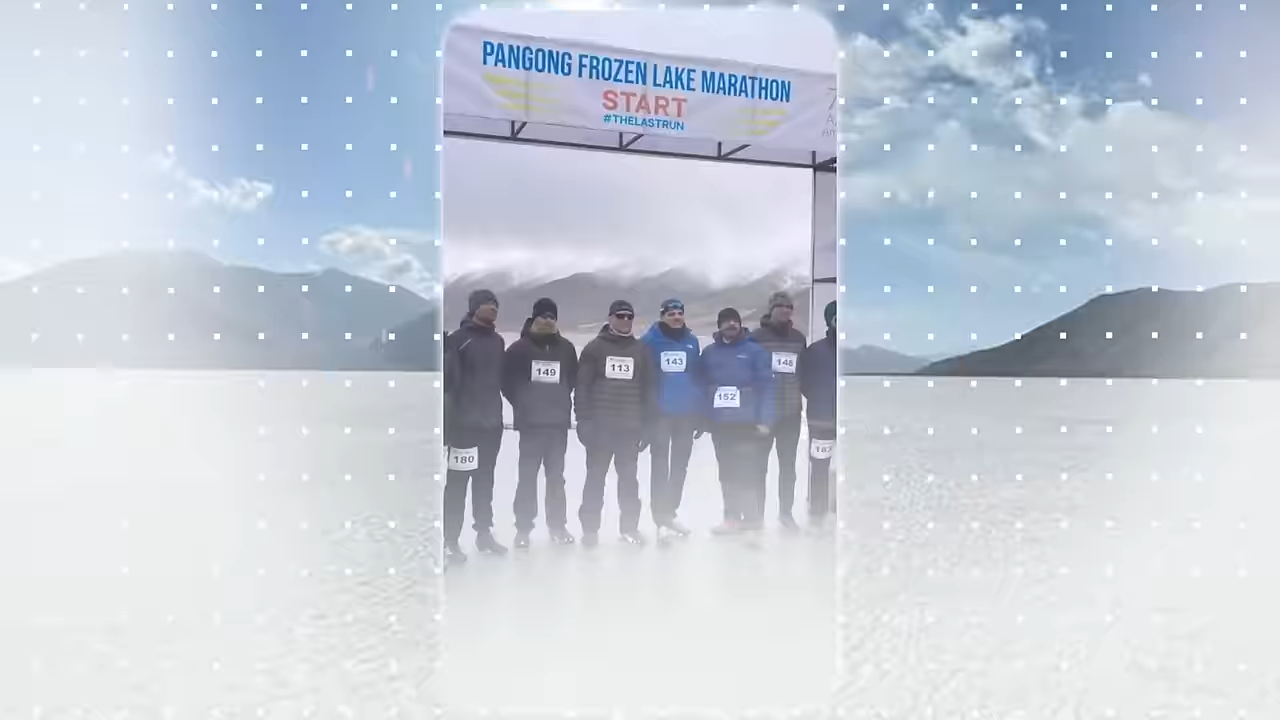 PANGONG FROZEN LAKE MARATHON
START
#THELASTRUN
149
113
143
152
148
180